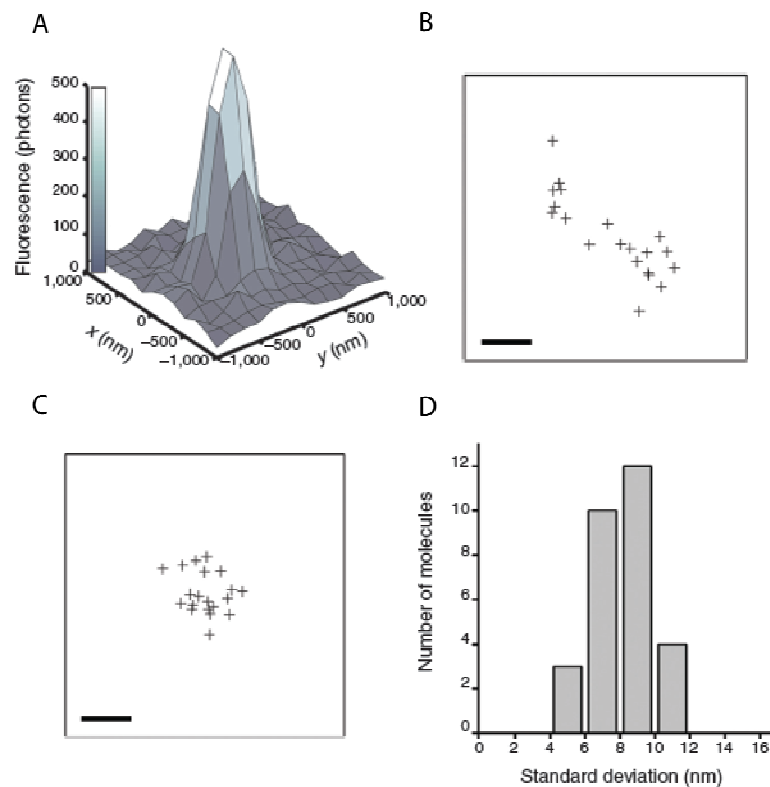 A
Fluorescence (photons)
500
400
300
200
100
0
1,000
500
0
−500
−1,000
x (nm)
−1,000
−500
0
500
1,000
y (nm)
B
C
D
Number of molecules
12
10
8
6
4
2
0
0 2 4 6 8 10 12 14 16
Standard deviation (nm)